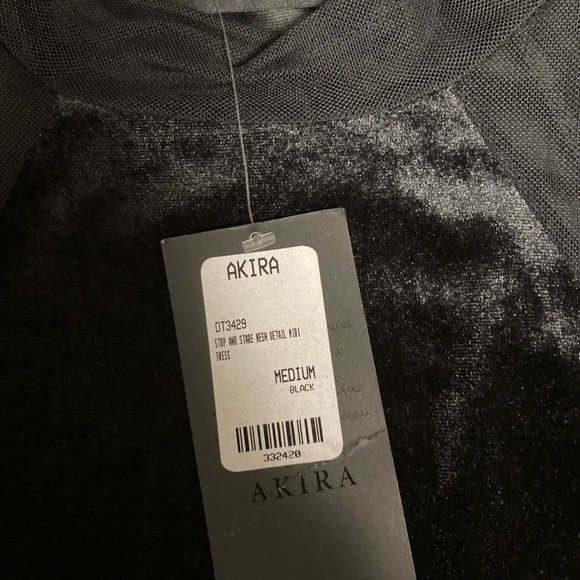 AKIRA
DT3429
STOP AND STARE MESH DETAIL MIDI
DRESS
MEDIUM
BLACK
332420
AKIRA